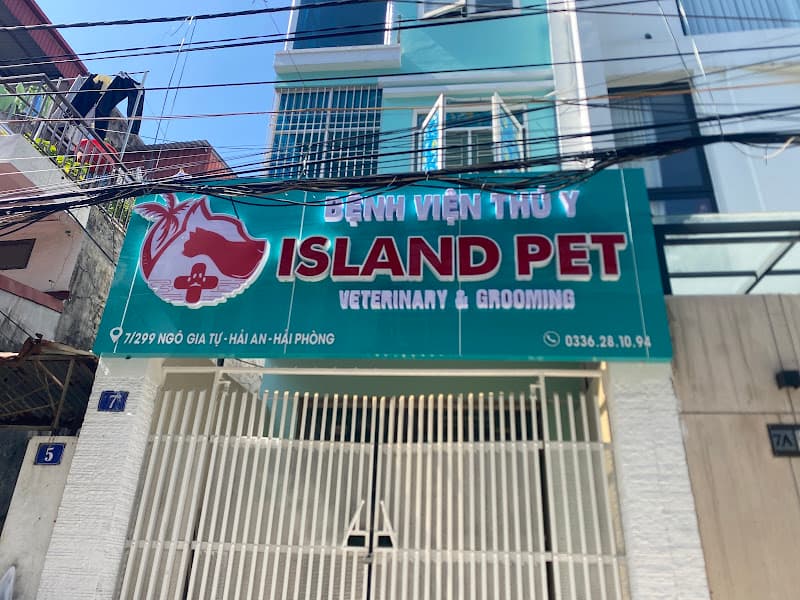 BỆNH VIỆN THÚ Y
ISLAND PET
VETERINARY & GROOMING
7/299 NGÔ GIA TỰ - HẢI AN - HẢI PHÒNG
0336.28.10.94
7
5
7A